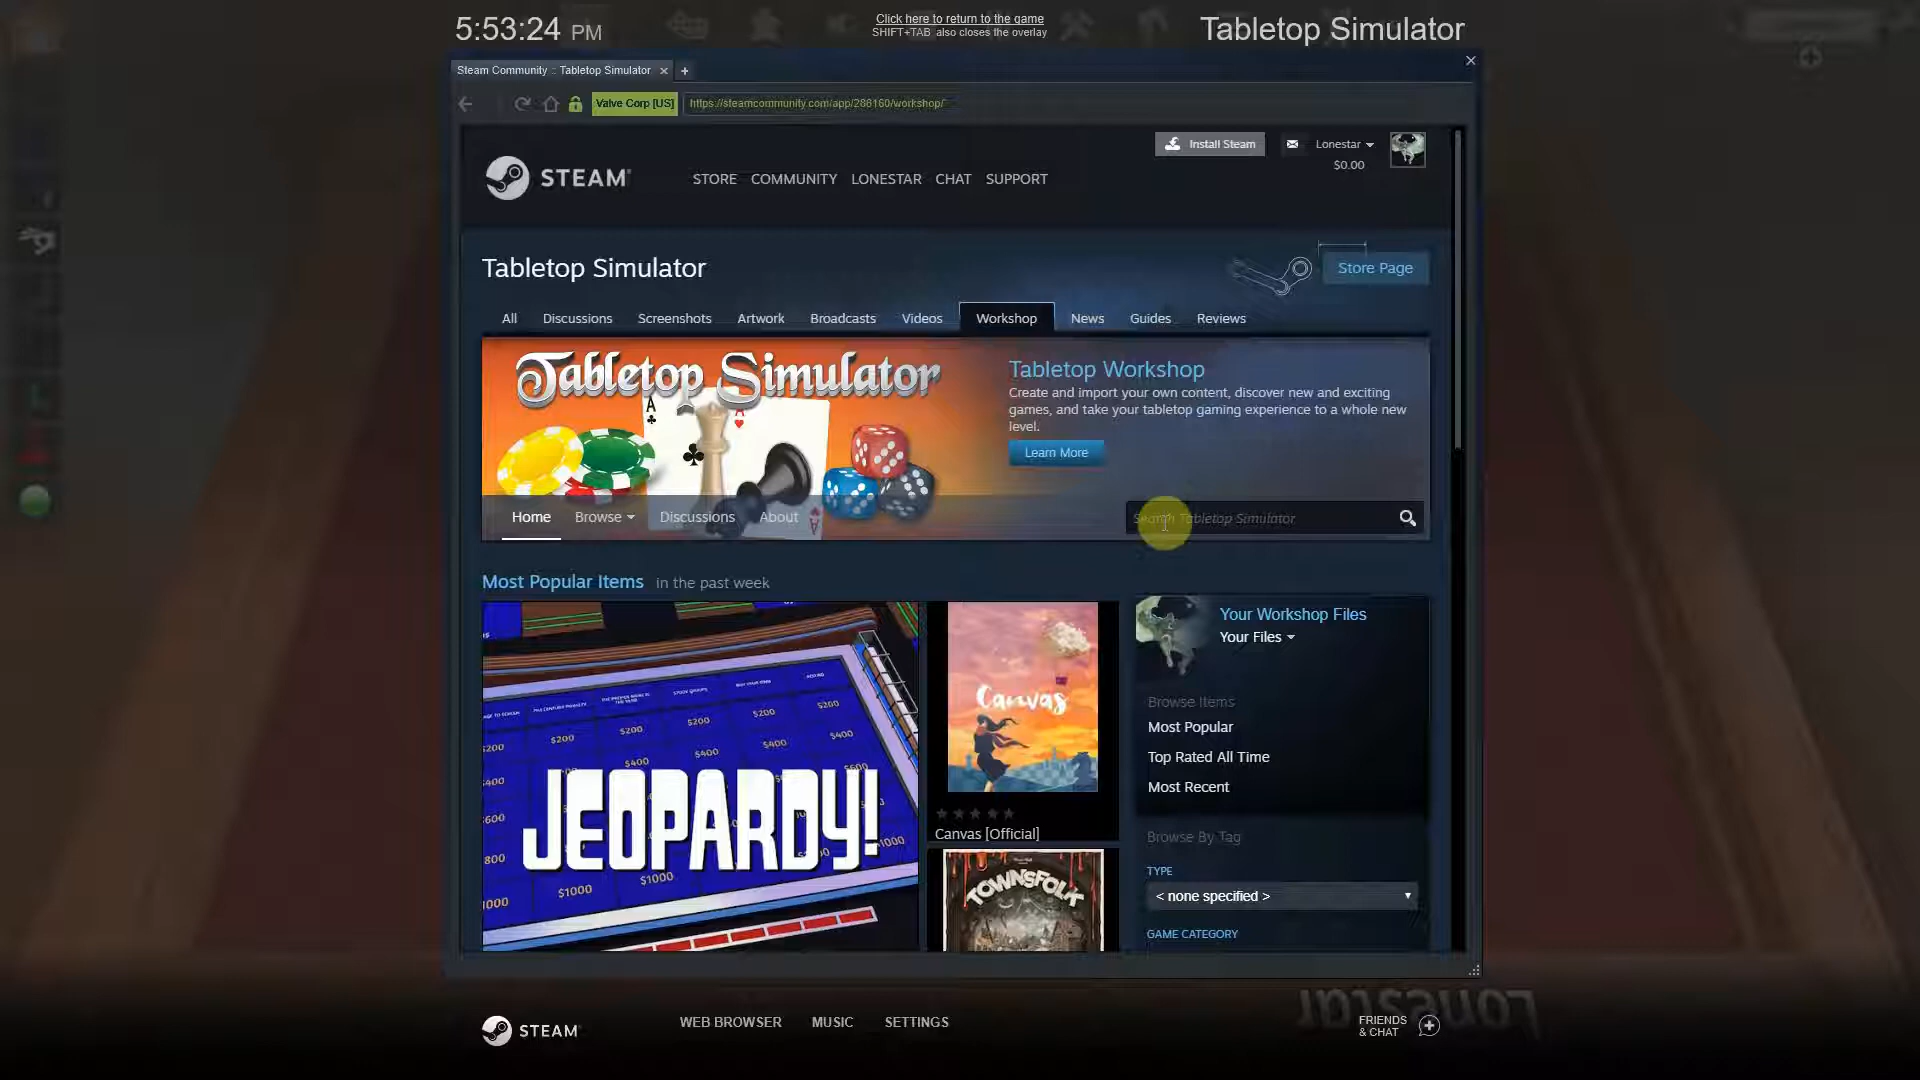 5:53:24 PM
Click here to return to the game
SHIFT+TAB also closes the overlay
Tabletop Simulator
Steam Community :: Tabletop Simulator
Valve Corp [US]
https://steamcommunity.com/app/286160/workshop/
Install Steam
Lonestar
$0.00
STEAM
STORE COMMUNITY LONESTAR CHAT SUPPORT
Tabletop Simulator
Store Page
All Discussions Screenshots Artwork Broadcasts Videos Workshop News Guides Reviews
Tabletop Simulator
Tabletop Workshop
Create and import your own content, discover new and exciting
games, and take your tabletop gaming experience to a whole new
level.
Learn More
Home Browse Discussions About
Search Tabletop Simulator
Most Popular Items in the past week
JEOPARDY!
Canvas
Canvas [Official]
TOWNSFOLK
Your Workshop Files
Your Files
Browse Items
Most Popular
Top Rated All Time
Most Recent
Browse By Tag
TYPE
< none specified >
GAME CATEGORY
Lonestar
STEAM
WEB BROWSER MUSIC SETTINGS
FRIENDS
& CHAT